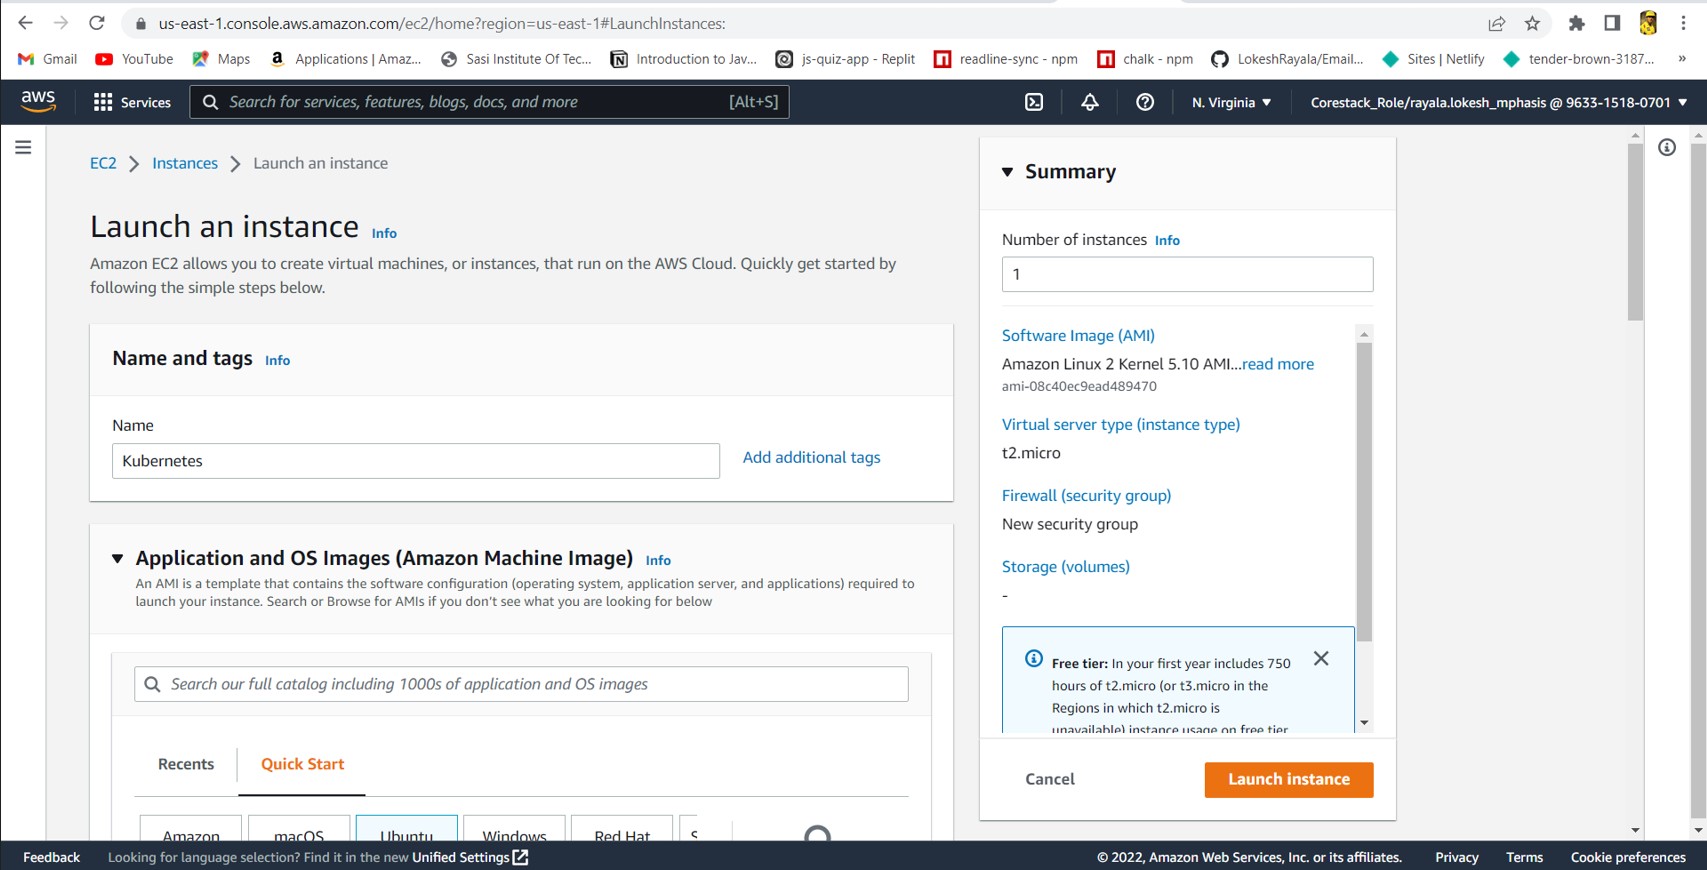 us-east-1.console.aws.amazon.com/ec2/home?region=us-east-1#LaunchInstances:
Gmail YouTube Maps Applications | Amaz... Sasi Institute Of Tec... Introduction to Jav... js-quiz-app - Replit readline-sync - npm chalk - npm LokeshRayala/Email... Sites | Netlify tender-brown-3187... »
aws Services Search for services, features, blogs, docs, and more [Alt+S] N. Virginia Corestack_Role/rayala.lokesh_mphasis @ 9633-1518-0701
EC2 Instances Launch an instance
Launch an instance Info
Amazon EC2 allows you to create virtual machines, or instances, that run on the AWS Cloud. Quickly get started by
following the simple steps below.
Name and tags Info
Name
Kubernetes Add additional tags
Application and OS Images (Amazon Machine Image) Info
An AMI is a template that contains the software configuration (operating system, application server, and applications) required to
launch your instance. Search or Browse for AMIs if you don't see what you are looking for below
Search our full catalog including 1000s of application and OS images
Recents Quick Start
Amazon macOS Ubuntu Windows Red Hat S
Summary
Number of instances Info
1
Software Image (AMI)
Amazon Linux 2 Kernel 5.10 AMI...read more
ami-08c40ec9ead489470
Virtual server type (instance type)
t2.micro
Firewall (security group)
New security group
Storage (volumes)
-
Free tier: In your first year includes 750
hours of t2.micro (or t3.micro in the
Regions in which t2.micro is
unavailable) instance usage on free tier
Cancel Launch instance
Feedback Looking for language selection? Find it in the new Unified Settings © 2022, Amazon Web Services, Inc. or its affiliates. Privacy Terms Cookie preferences